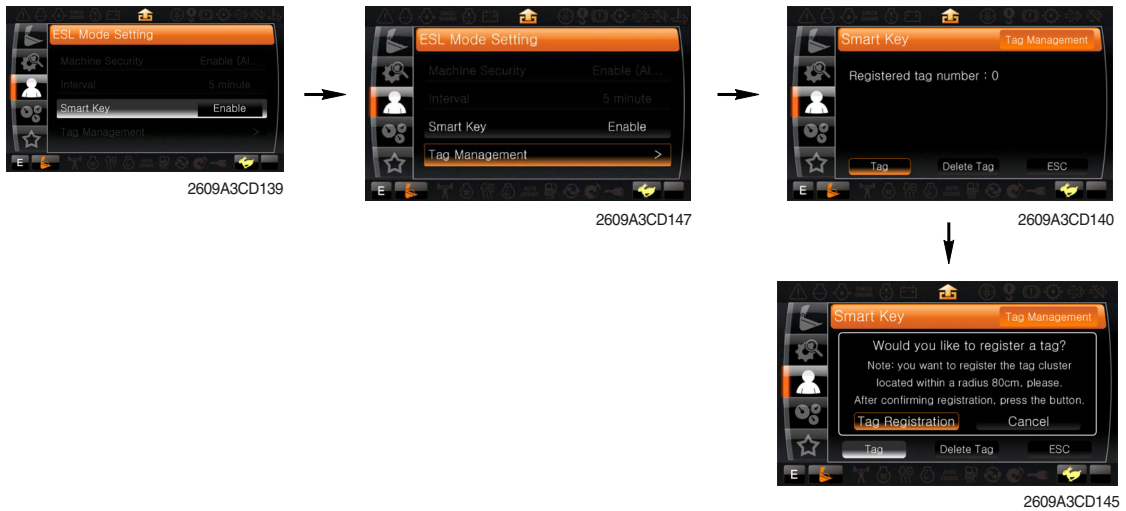 ESL Mode Setting
Machine Security Enable (Al...
Interval 5 minute
Smart Key Enable
Tag Management >
E
2609A3CD139
ESL Mode Setting
Machine Security Enable (Al...
Interval 5 minute
Smart Key Enable
Tag Management >
E
2609A3CD147
Smart Key Tag Management
Registered tag number : 0
Tag Delete Tag ESC
E
2609A3CD140
Smart Key Tag Management
Would you like to register a tag?
Note: you want to register the tag cluster
located within a radius 80cm, please.
After confirming registration, press the button.
Tag Registration Cancel
Tag Delete Tag ESC
E
2609A3CD145